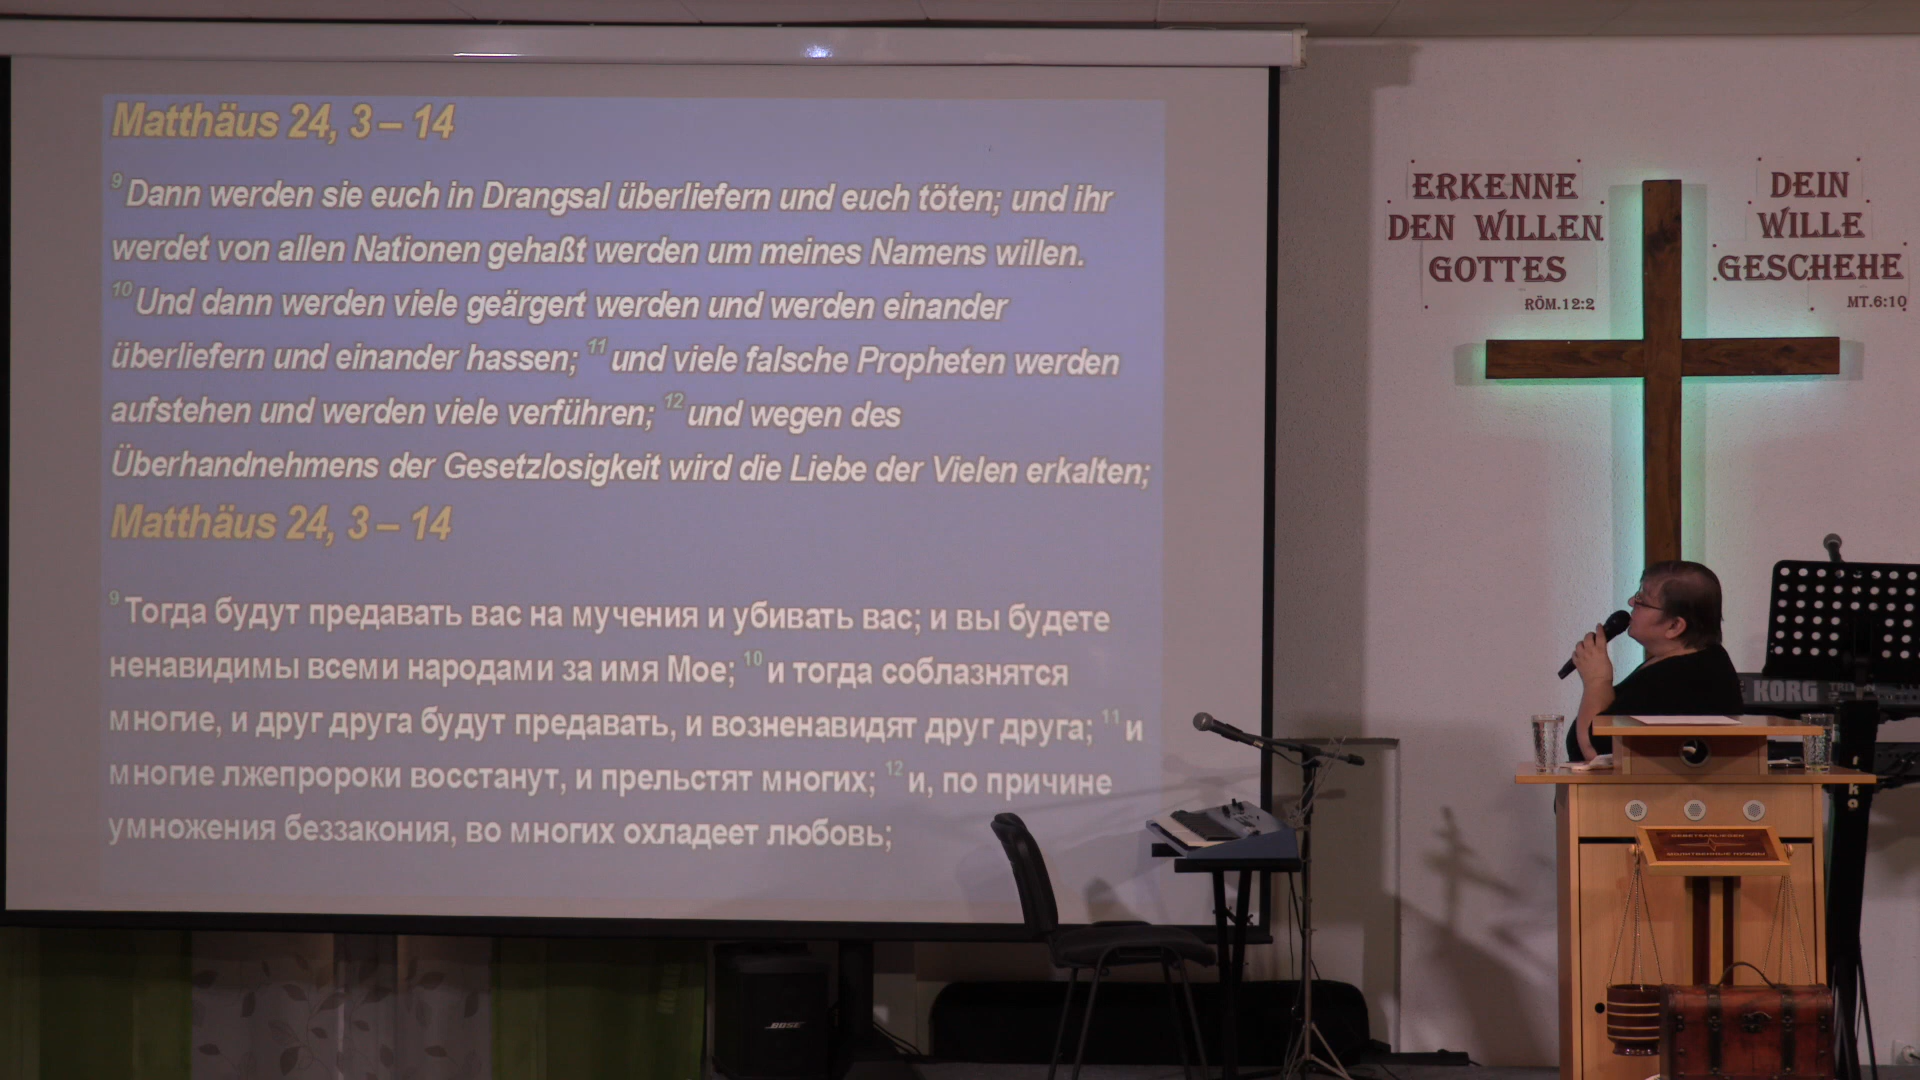 Matthäus 24, 3 – 14
9 Dann werden sie euch in Drangsal überliefern und euch töten; und ihr
werdet von allen Nationen gehaßt werden um meines Namens willen.
10 Und dann werden viele geärgert werden und werden einander
überliefern und einander hassen; 11 und viele falsche Propheten werden
aufstehen und werden viele verführen; 12 und wegen des
Überhandnehmens der Gesetzlosigkeit wird die Liebe der Vielen erkalten;
Matthäus 24, 3 – 14
9 Тогда будут предавать вас на мучения и убивать вас; и вы будете
ненавидимы всеми народами за имя Мое; 10 и тогда соблазнятся
многие, и друг друга будут предавать, и возненавидят друг друга; 11 и
многие лжепророки восстанут, и прельстят многих; 12 и, по причине
умножения беззакония, во многих охладеет любовь;
ERKENNE
DEN WILLEN
GOTTES
RÖM.12:2
DEIN
WILLE
GESCHEHE
MT.6:10
KORG
GEBETSANLIEGEN
МОЛИТВЕННЫЕ НУЖДЫ
BOSE